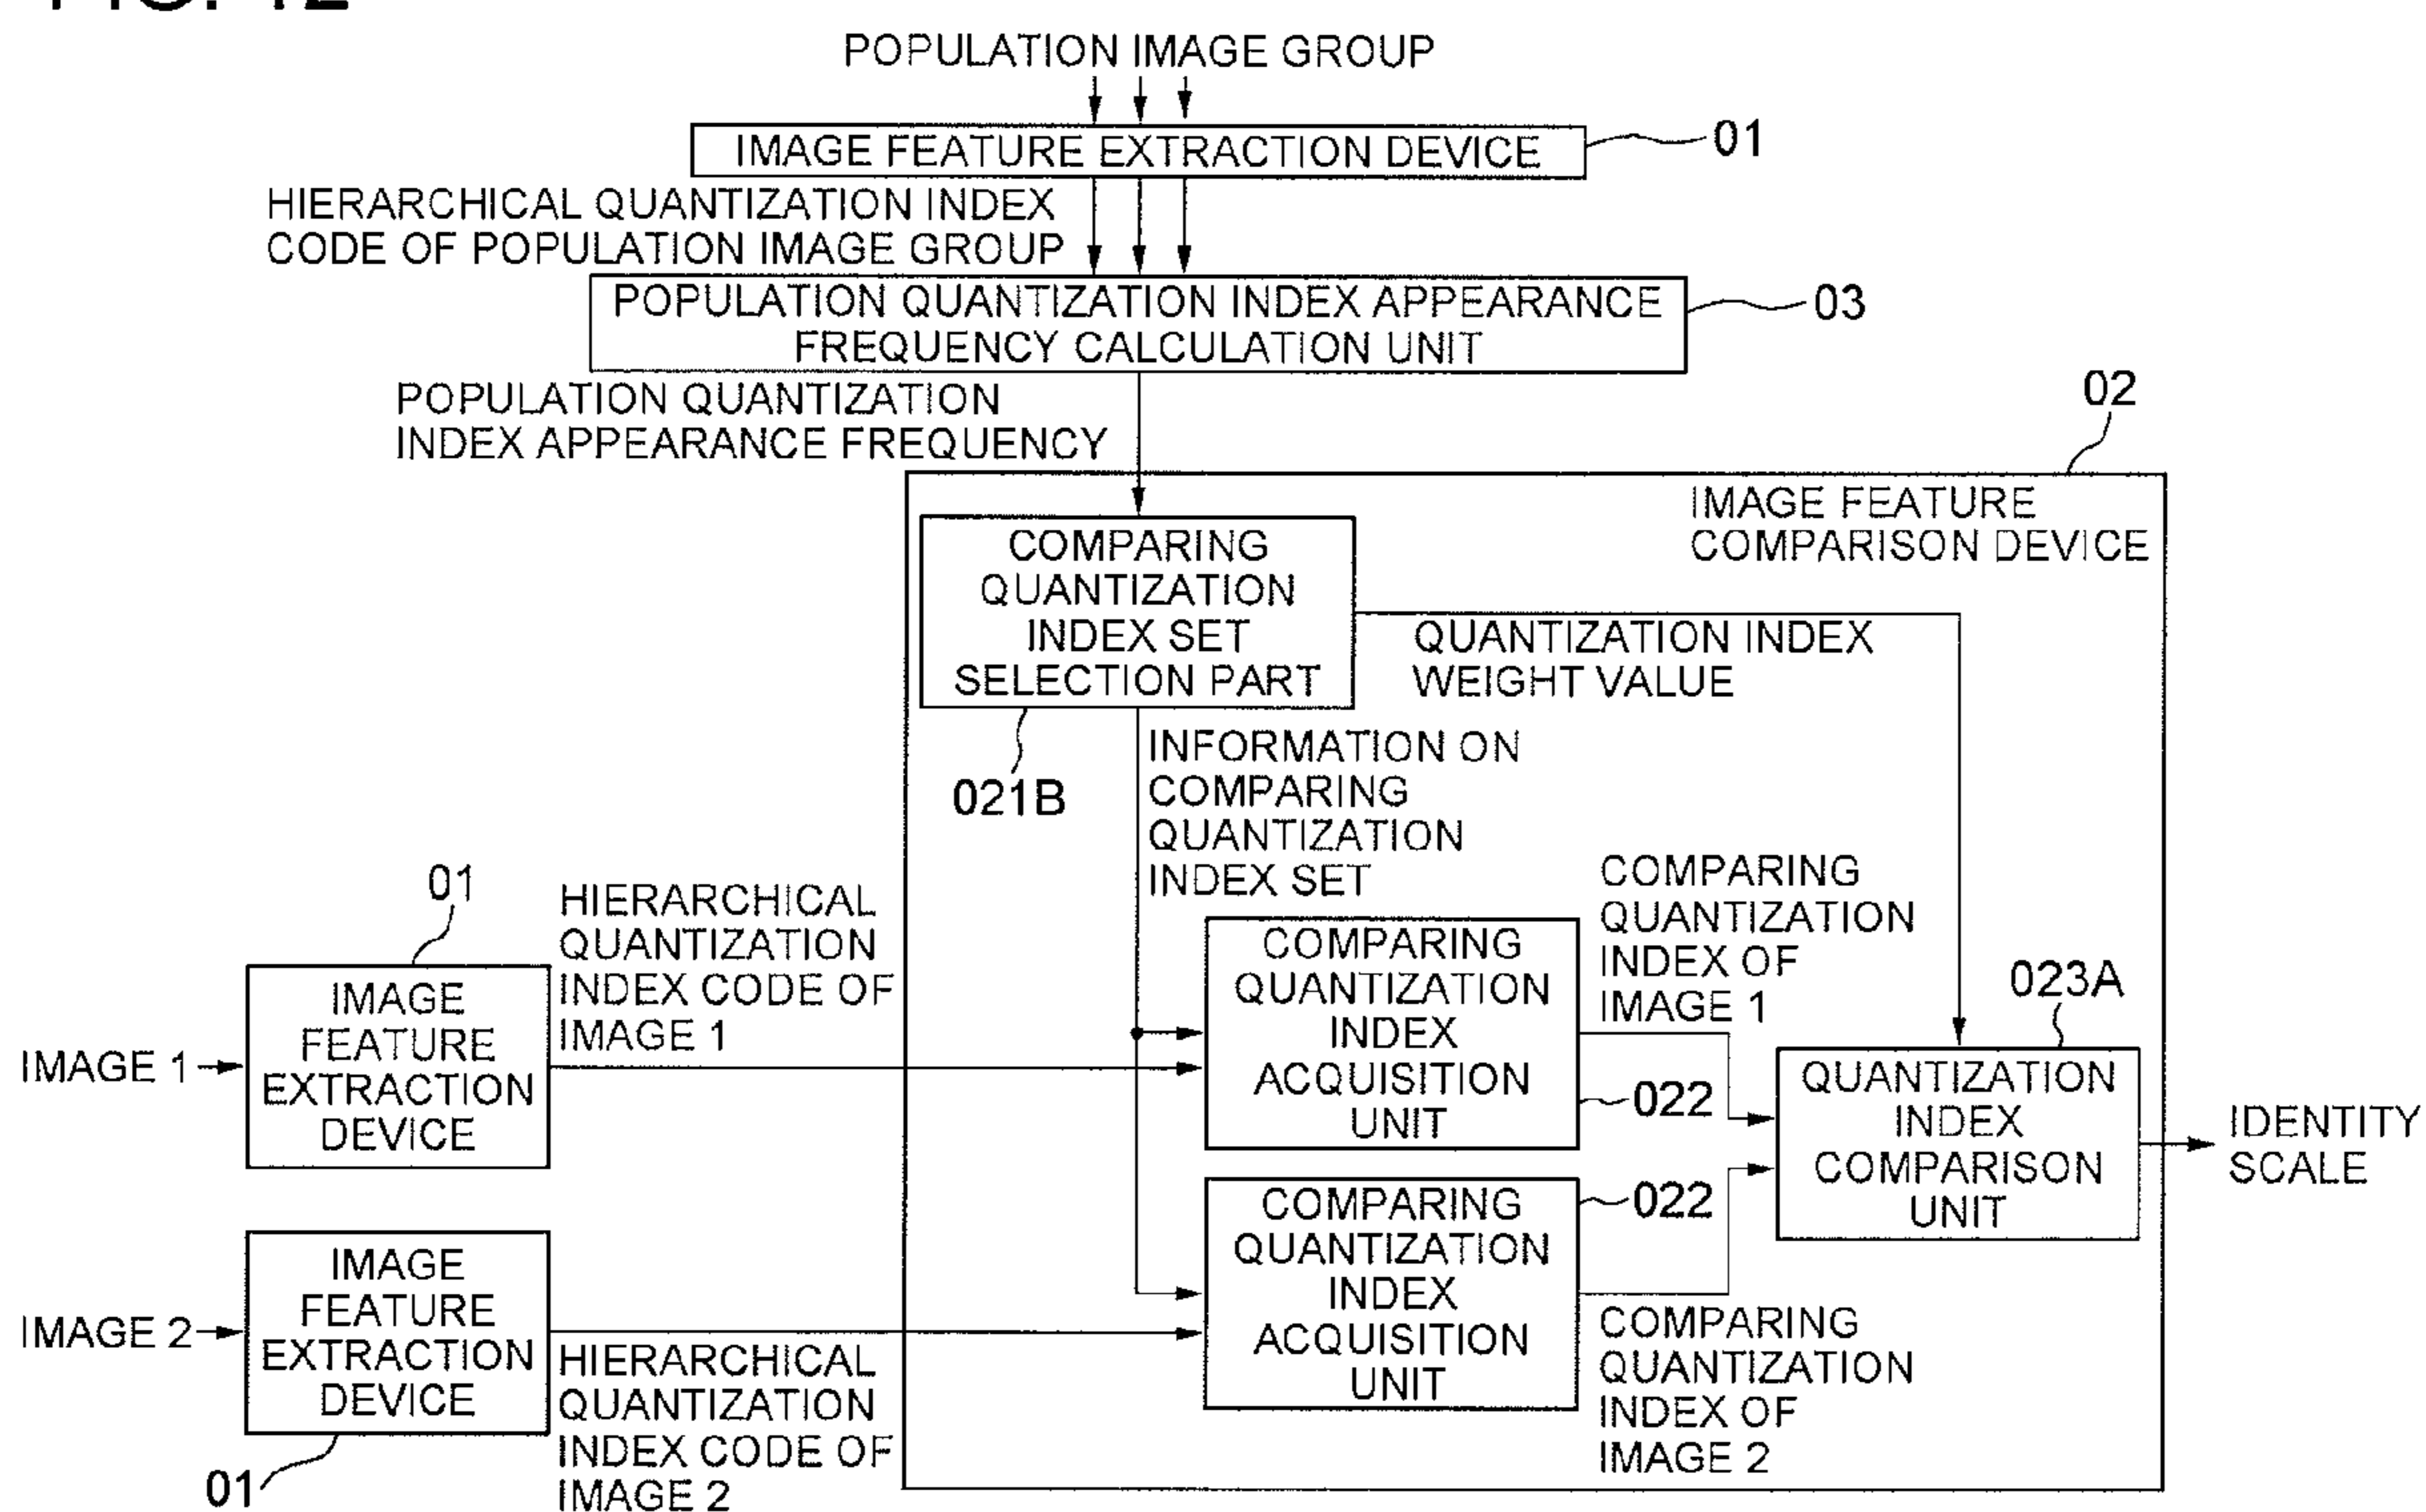 POPULATION IMAGE GROUP
IMAGE FEATURE EXTRACTION DEVICE
01
HIERARCHICAL QUANTIZATION INDEX
CODE OF POPULATION IMAGE GROUP
POPULATION QUANTIZATION INDEX APPEARANCE
FREQUENCY CALCULATION UNIT
03
POPULATION QUANTIZATION
INDEX APPEARANCE FREQUENCY
02
IMAGE FEATURE
COMPARISON DEVICE
COMPARING
QUANTIZATION
INDEX SET
SELECTION PART
021B
QUANTIZATION INDEX
WEIGHT VALUE
INFORMATION ON
COMPARING
QUANTIZATION
INDEX SET
IMAGE 1
01
IMAGE
FEATURE
EXTRACTION
DEVICE
HIERARCHICAL
QUANTIZATION
INDEX CODE OF
IMAGE 1
COMPARING
QUANTIZATION
INDEX
ACQUISITION
UNIT
022
COMPARING
QUANTIZATION
INDEX OF
IMAGE 1
023A
QUANTIZATION
INDEX
COMPARISON
UNIT
IDENTITY
SCALE
IMAGE 2
IMAGE
FEATURE
EXTRACTION
DEVICE
01
HIERARCHICAL
QUANTIZATION
INDEX CODE OF
IMAGE 2
COMPARING
QUANTIZATION
INDEX
ACQUISITION
UNIT
022
COMPARING
QUANTIZATION
INDEX OF
IMAGE 2